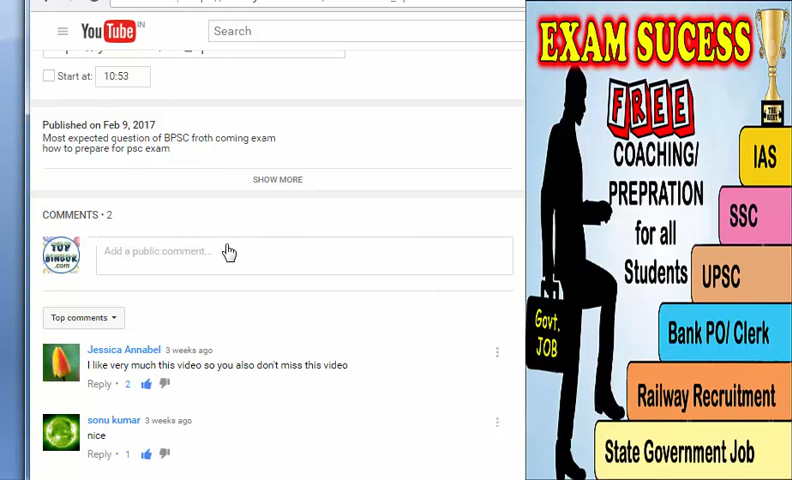 YouTube IN
Search
Start at: 10:53
Published on Feb 9, 2017
Most expected question of BPSC froth coming exam
how to prepare for psc exam
SHOW MORE
COMMENTS • 2
TOP
.com
Add a public comment...
Top comments
Jessica Annabel 3 weeks ago
I like very much this video so you also don't miss this video
Reply • 2
sonu kumar 3 weeks ago
nice
Reply • 1
EXAM SUCESS
FREE
COACHING/
PREPRATION
for all
Students
IAS
SSC
UPSC
Bank PO/ Clerk
Railway Recruitment
State Government Job
Govt.
JOB